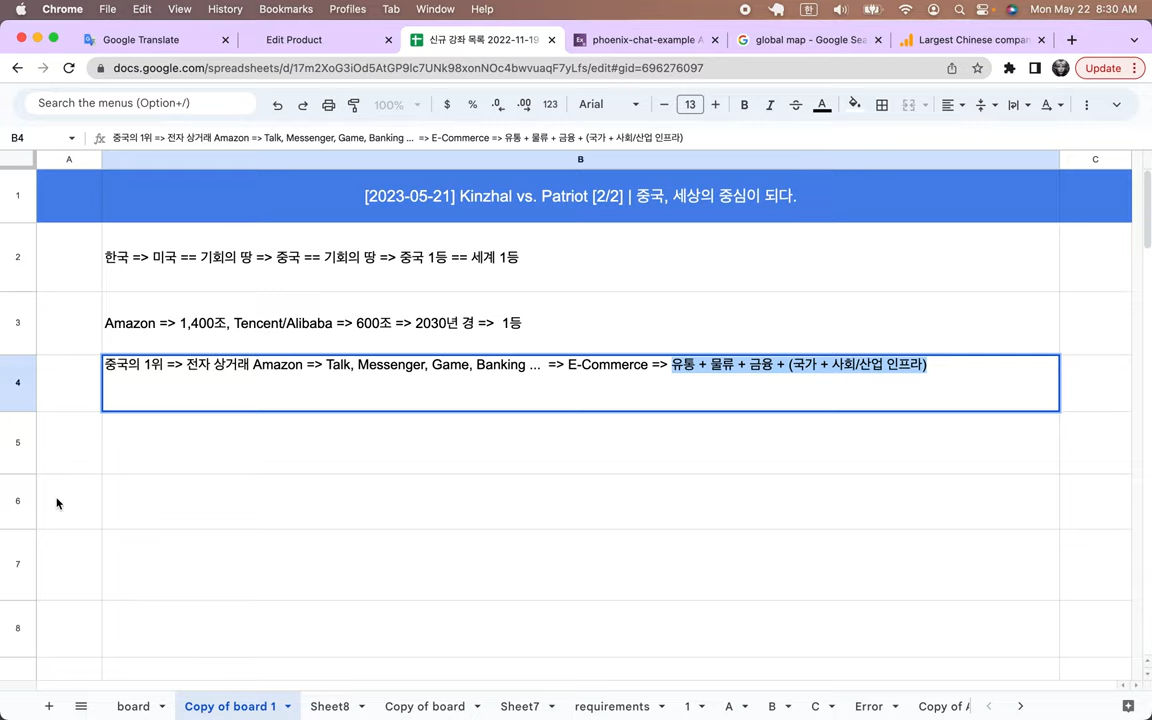 Chrome File Edit View History Bookmarks Profiles Tab Window Help 한 Mon May 22 8:30 AM
Google Translate Edit Product 신규 강좌 목록 2022-11-19 phoenix-chat-example A global map - Google Sea Largest Chinese compan
docs.google.com/spreadsheets/d/17m2XoG3iOd5AtGP9lc7UNk98xonNOc4bwvuaqF7yLfs/edit#gid=696276097 Update
Search the menus (Option+/) 100% $ % .0 .00 123 Arial 13 B I S A
B4 fx 중국의 1위 => 전자 상거래 Amazon => Talk, Messenger, Game, Banking ... => E-Commerce => 유통 + 물류 + 금융 + (국가 + 사회/산업 인프라)
A B C
1 [2023-05-21] Kinzhal vs. Patriot [2/2] | 중국, 세상의 중심이 되다.
2 한국 => 미국 == 기회의 땅 => 중국 == 기회의 땅 => 중국 1등 == 세계 1등
3 Amazon => 1,400조, Tencent/Alibaba => 600조 => 2030년 경 => 1등
4 중국의 1위 => 전자 상거래 Amazon => Talk, Messenger, Game, Banking ... => E-Commerce => 유통 + 물류 + 금융 + (국가 + 사회/산업 인프라)
5
6
7
8
board Copy of board 1 Sheet8 Copy of board Sheet7 requirements 1 A B C Error Copy of